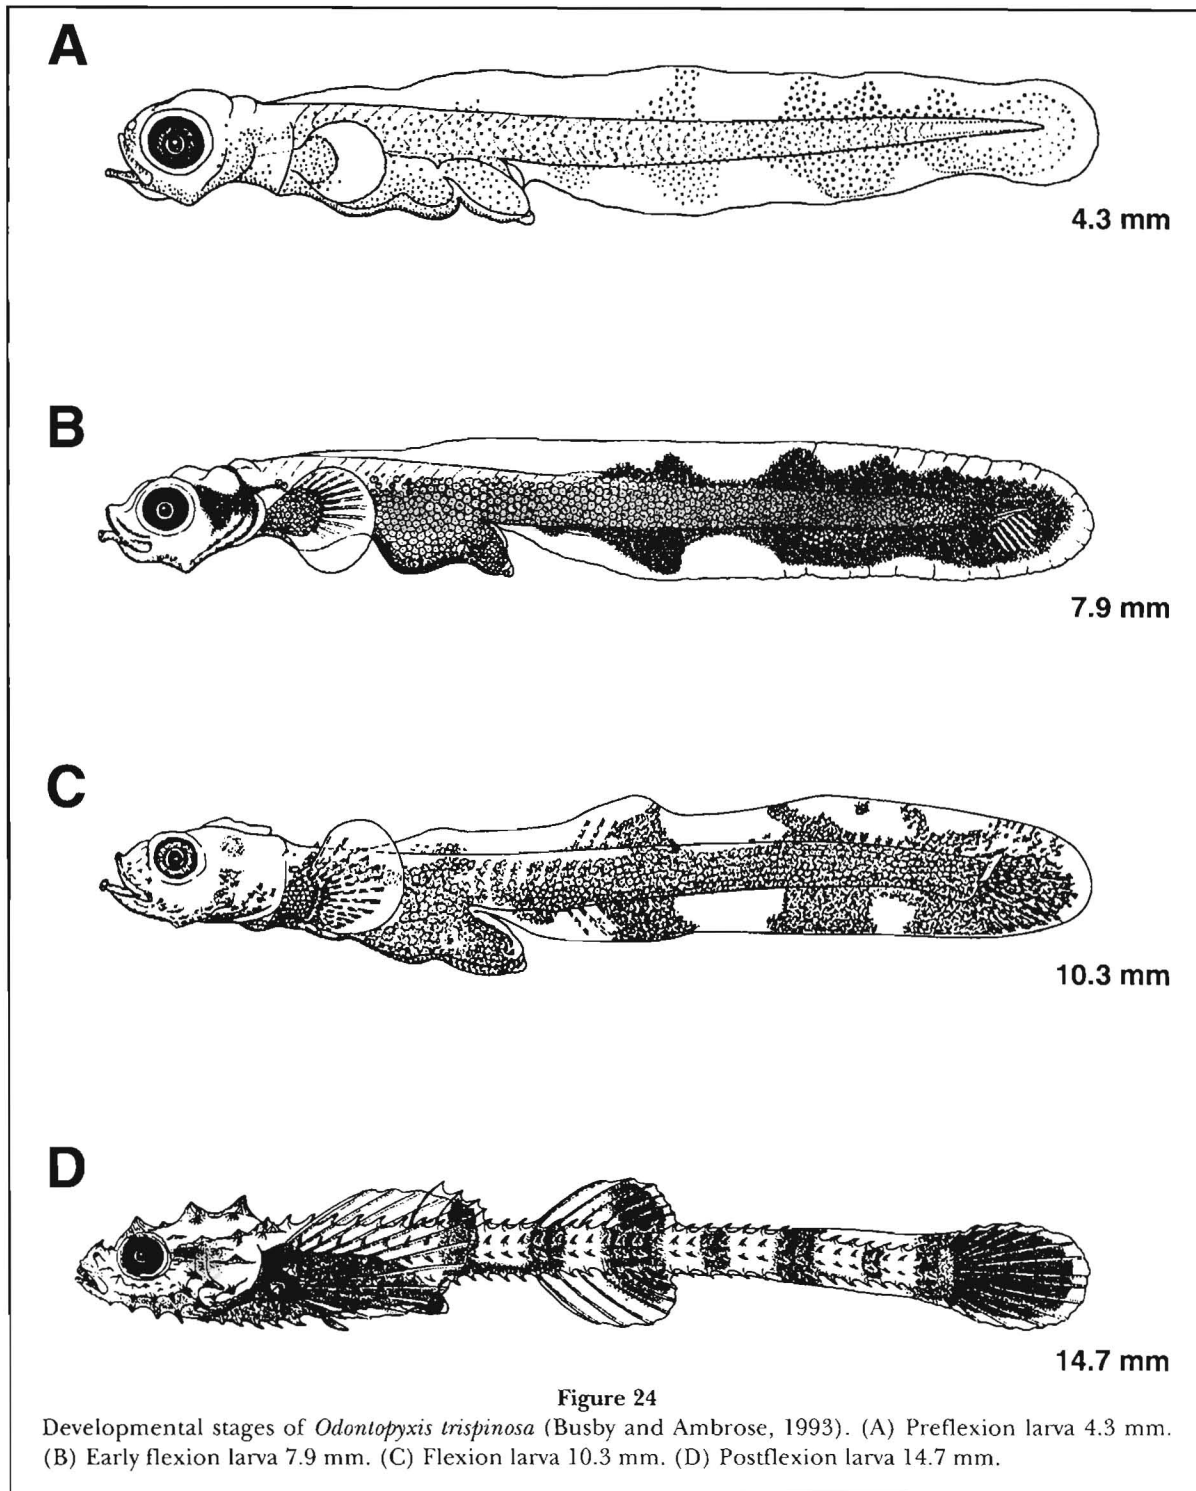 A
4.3 mm
B
7.9 mm
C
10.3 mm
D
14.7 mm
Figure 24
Developmental stages of Odontopyxis trispinosa (Busby and Ambrose, 1993). (A) Preflexion larva 4.3 mm.
(B) Early flexion larva 7.9 mm. (C) Flexion larva 10.3 mm. (D) Postflexion larva 14.7 mm.